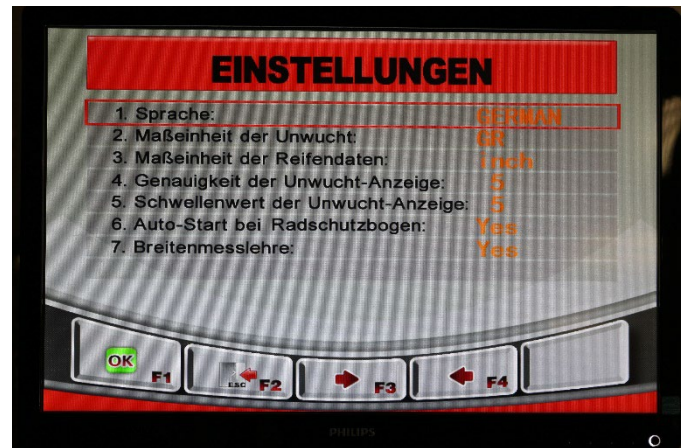 EINSTELLUNGEN
1. Sprache: GERMAN
2. Maßeinheit der Unwucht: GR
3. Maßeinheit der Reifendaten: inch
4. Genauigkeit der Unwucht-Anzeige: 5
5. Schwellenwert der Unwucht-Anzeige: 5
6. Auto-Start bei Radschutzbogen: Yes
7. Breitenmesslehre: Yes
OK F1 ESC F2 F3 F4
PHILIPS